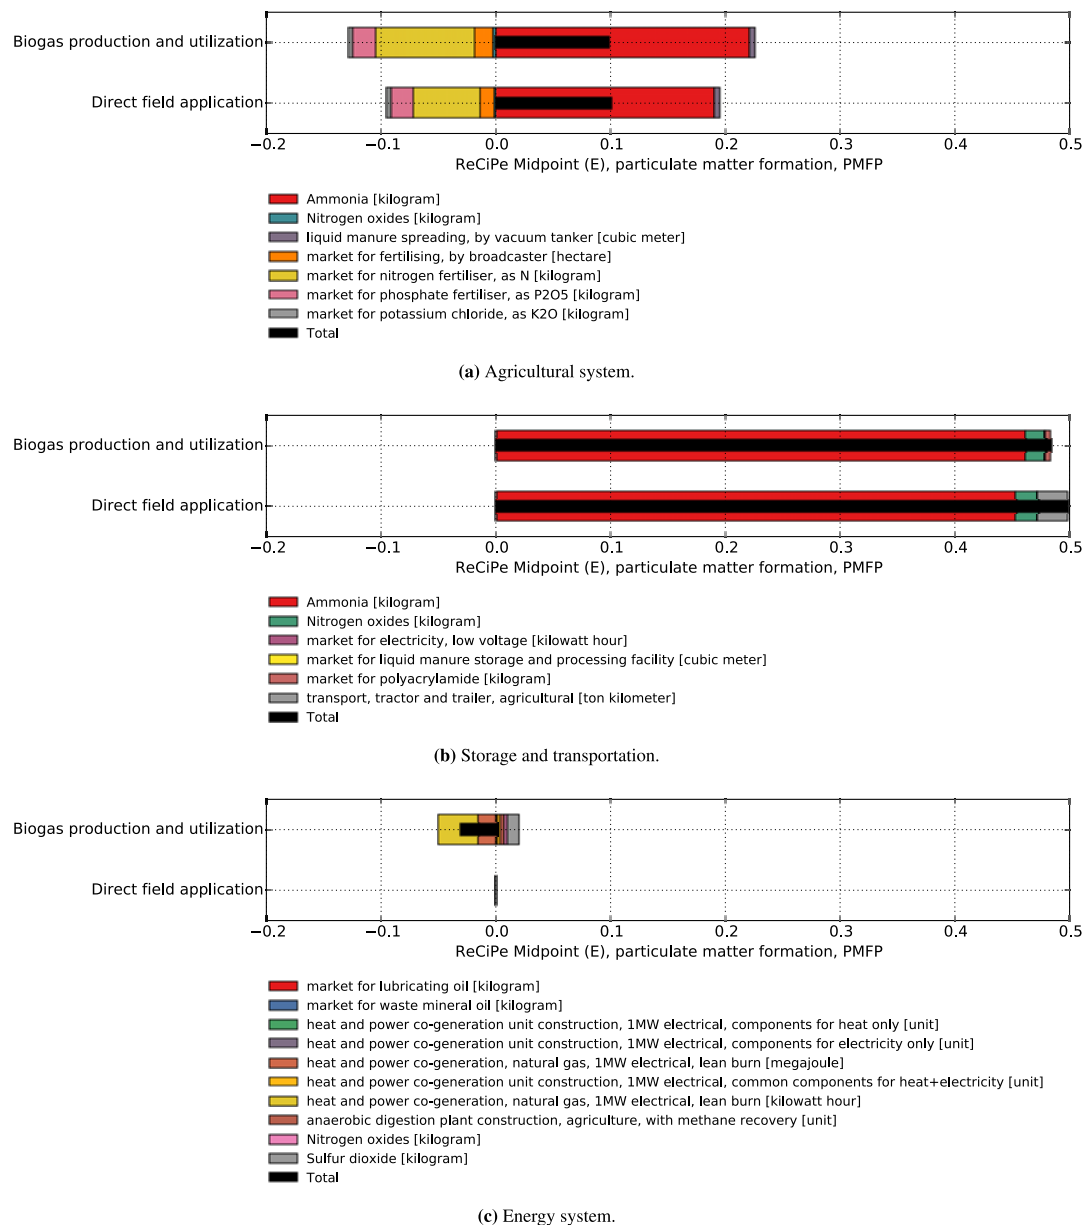 Biogas production and utilization
Direct field application
−0.2 −0.1 0.0 0.1 0.2 0.3 0.4 0.5
ReCiPe Midpoint (E), particulate matter formation, PMFP
Ammonia [kilogram]
Nitrogen oxides [kilogram]
liquid manure spreading, by vacuum tanker [cubic meter]
market for fertilising, by broadcaster [hectare]
market for nitrogen fertiliser, as N [kilogram]
market for phosphate fertiliser, as P2O5 [kilogram]
market for potassium chloride, as K2O [kilogram]
Total
(a) Agricultural system.
Biogas production and utilization
Direct field application
−0.2 −0.1 0.0 0.1 0.2 0.3 0.4 0.5
ReCiPe Midpoint (E), particulate matter formation, PMFP
Ammonia [kilogram]
Nitrogen oxides [kilogram]
market for electricity, low voltage [kilowatt hour]
market for liquid manure storage and processing facility [cubic meter]
market for polyacrylamide [kilogram]
transport, tractor and trailer, agricultural [ton kilometer]
Total
(b) Storage and transportation.
Biogas production and utilization
Direct field application
−0.2 −0.1 0.0 0.1 0.2 0.3 0.4 0.5
ReCiPe Midpoint (E), particulate matter formation, PMFP
market for lubricating oil [kilogram]
market for waste mineral oil [kilogram]
heat and power co-generation unit construction, 1MW electrical, components for heat only [unit]
heat and power co-generation unit construction, 1MW electrical, components for electricity only [unit]
heat and power co-generation, natural gas, 1MW electrical, lean burn [megajoule]
heat and power co-generation unit construction, 1MW electrical, common components for heat+electricity [unit]
heat and power co-generation, natural gas, 1MW electrical, lean burn [kilowatt hour]
anaerobic digestion plant construction, agriculture, with methane recovery [unit]
Nitrogen oxides [kilogram]
Sulfur dioxide [kilogram]
Total
(c) Energy system.